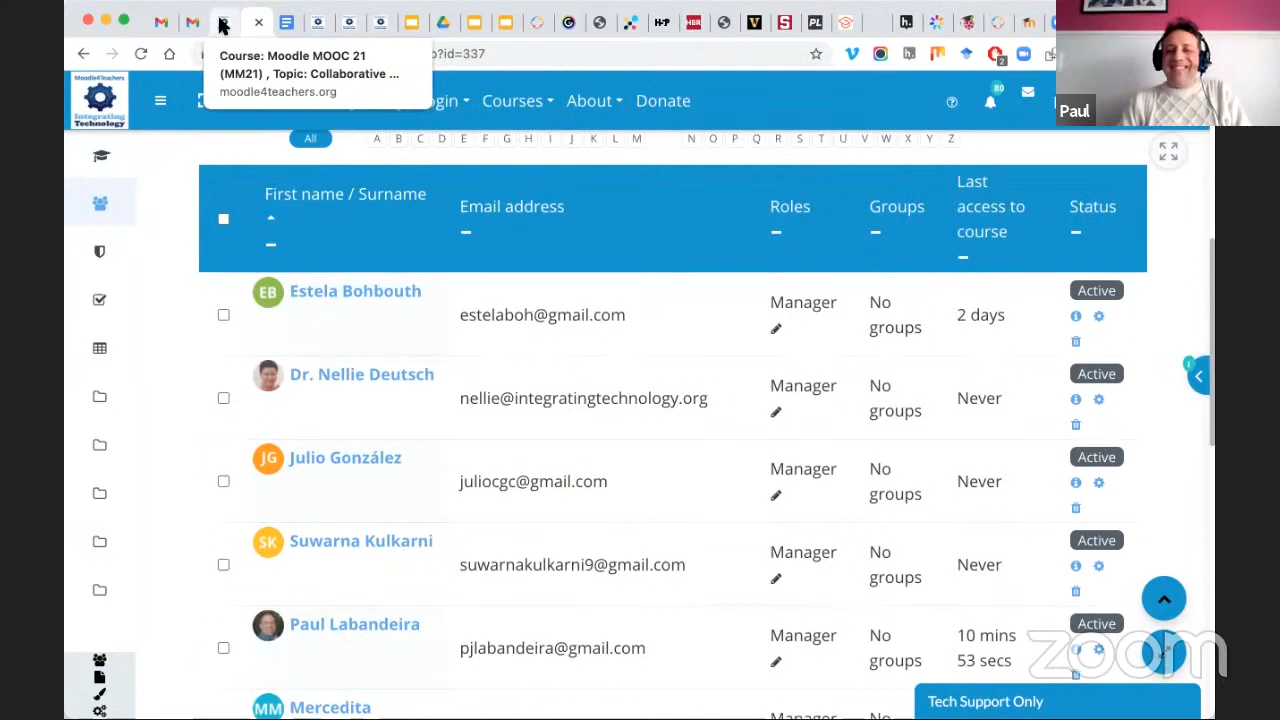 Course: Moodle MOOC 21
(MM21) , Topic: Collaborative ...
moodle4teachers.org
?id=337
2
Moodle4Teachers
Integrating
Technology
ogin
Courses
About
Donate
80
Paul
All
A B C D E F G H I J K L M N O P Q R S T U V W X Y Z
First name / Surname
Email address
Roles
Groups
Last
access to
course
Status
EB
Estela Bohbouth
estelaboh@gmail.com
Manager
No
groups
2 days
Active
Dr. Nellie Deutsch
nellie@integratingtechnology.org
Manager
No
groups
Never
Active
JG
Julio González
juliocgc@gmail.com
Manager
No
groups
Never
Active
SK
Suwarna Kulkarni
suwarnakulkarni9@gmail.com
Manager
No
groups
Never
Active
Paul Labandeira
pjlabandeira@gmail.com
Manager
No
groups
10 mins
53 secs
Active
MM
Mercedita
Manager
No
zoom
Tech Support Only